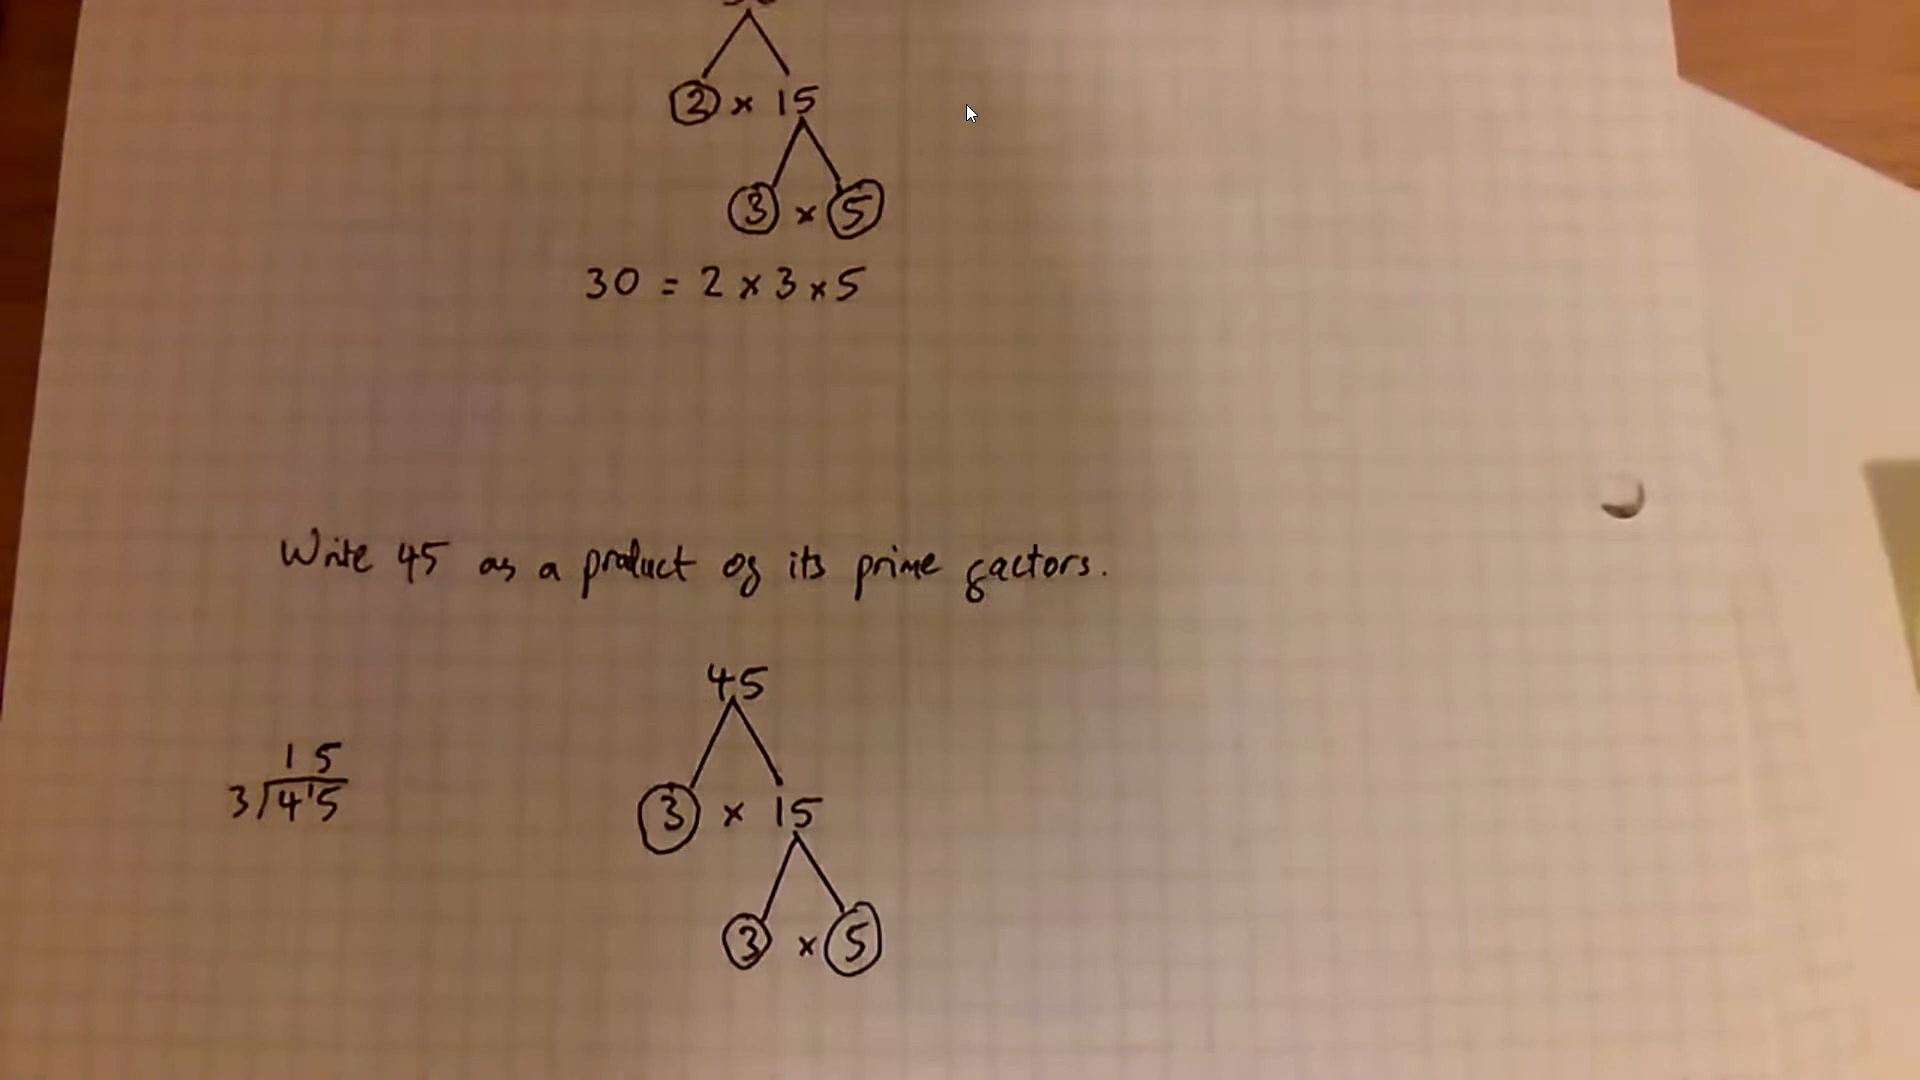 2 × 15
3 × 5
30 = 2 × 3 × 5
Write 45 as a product of its prime factors.
45
15
3 4 1 5
3 × 15
3 × 5